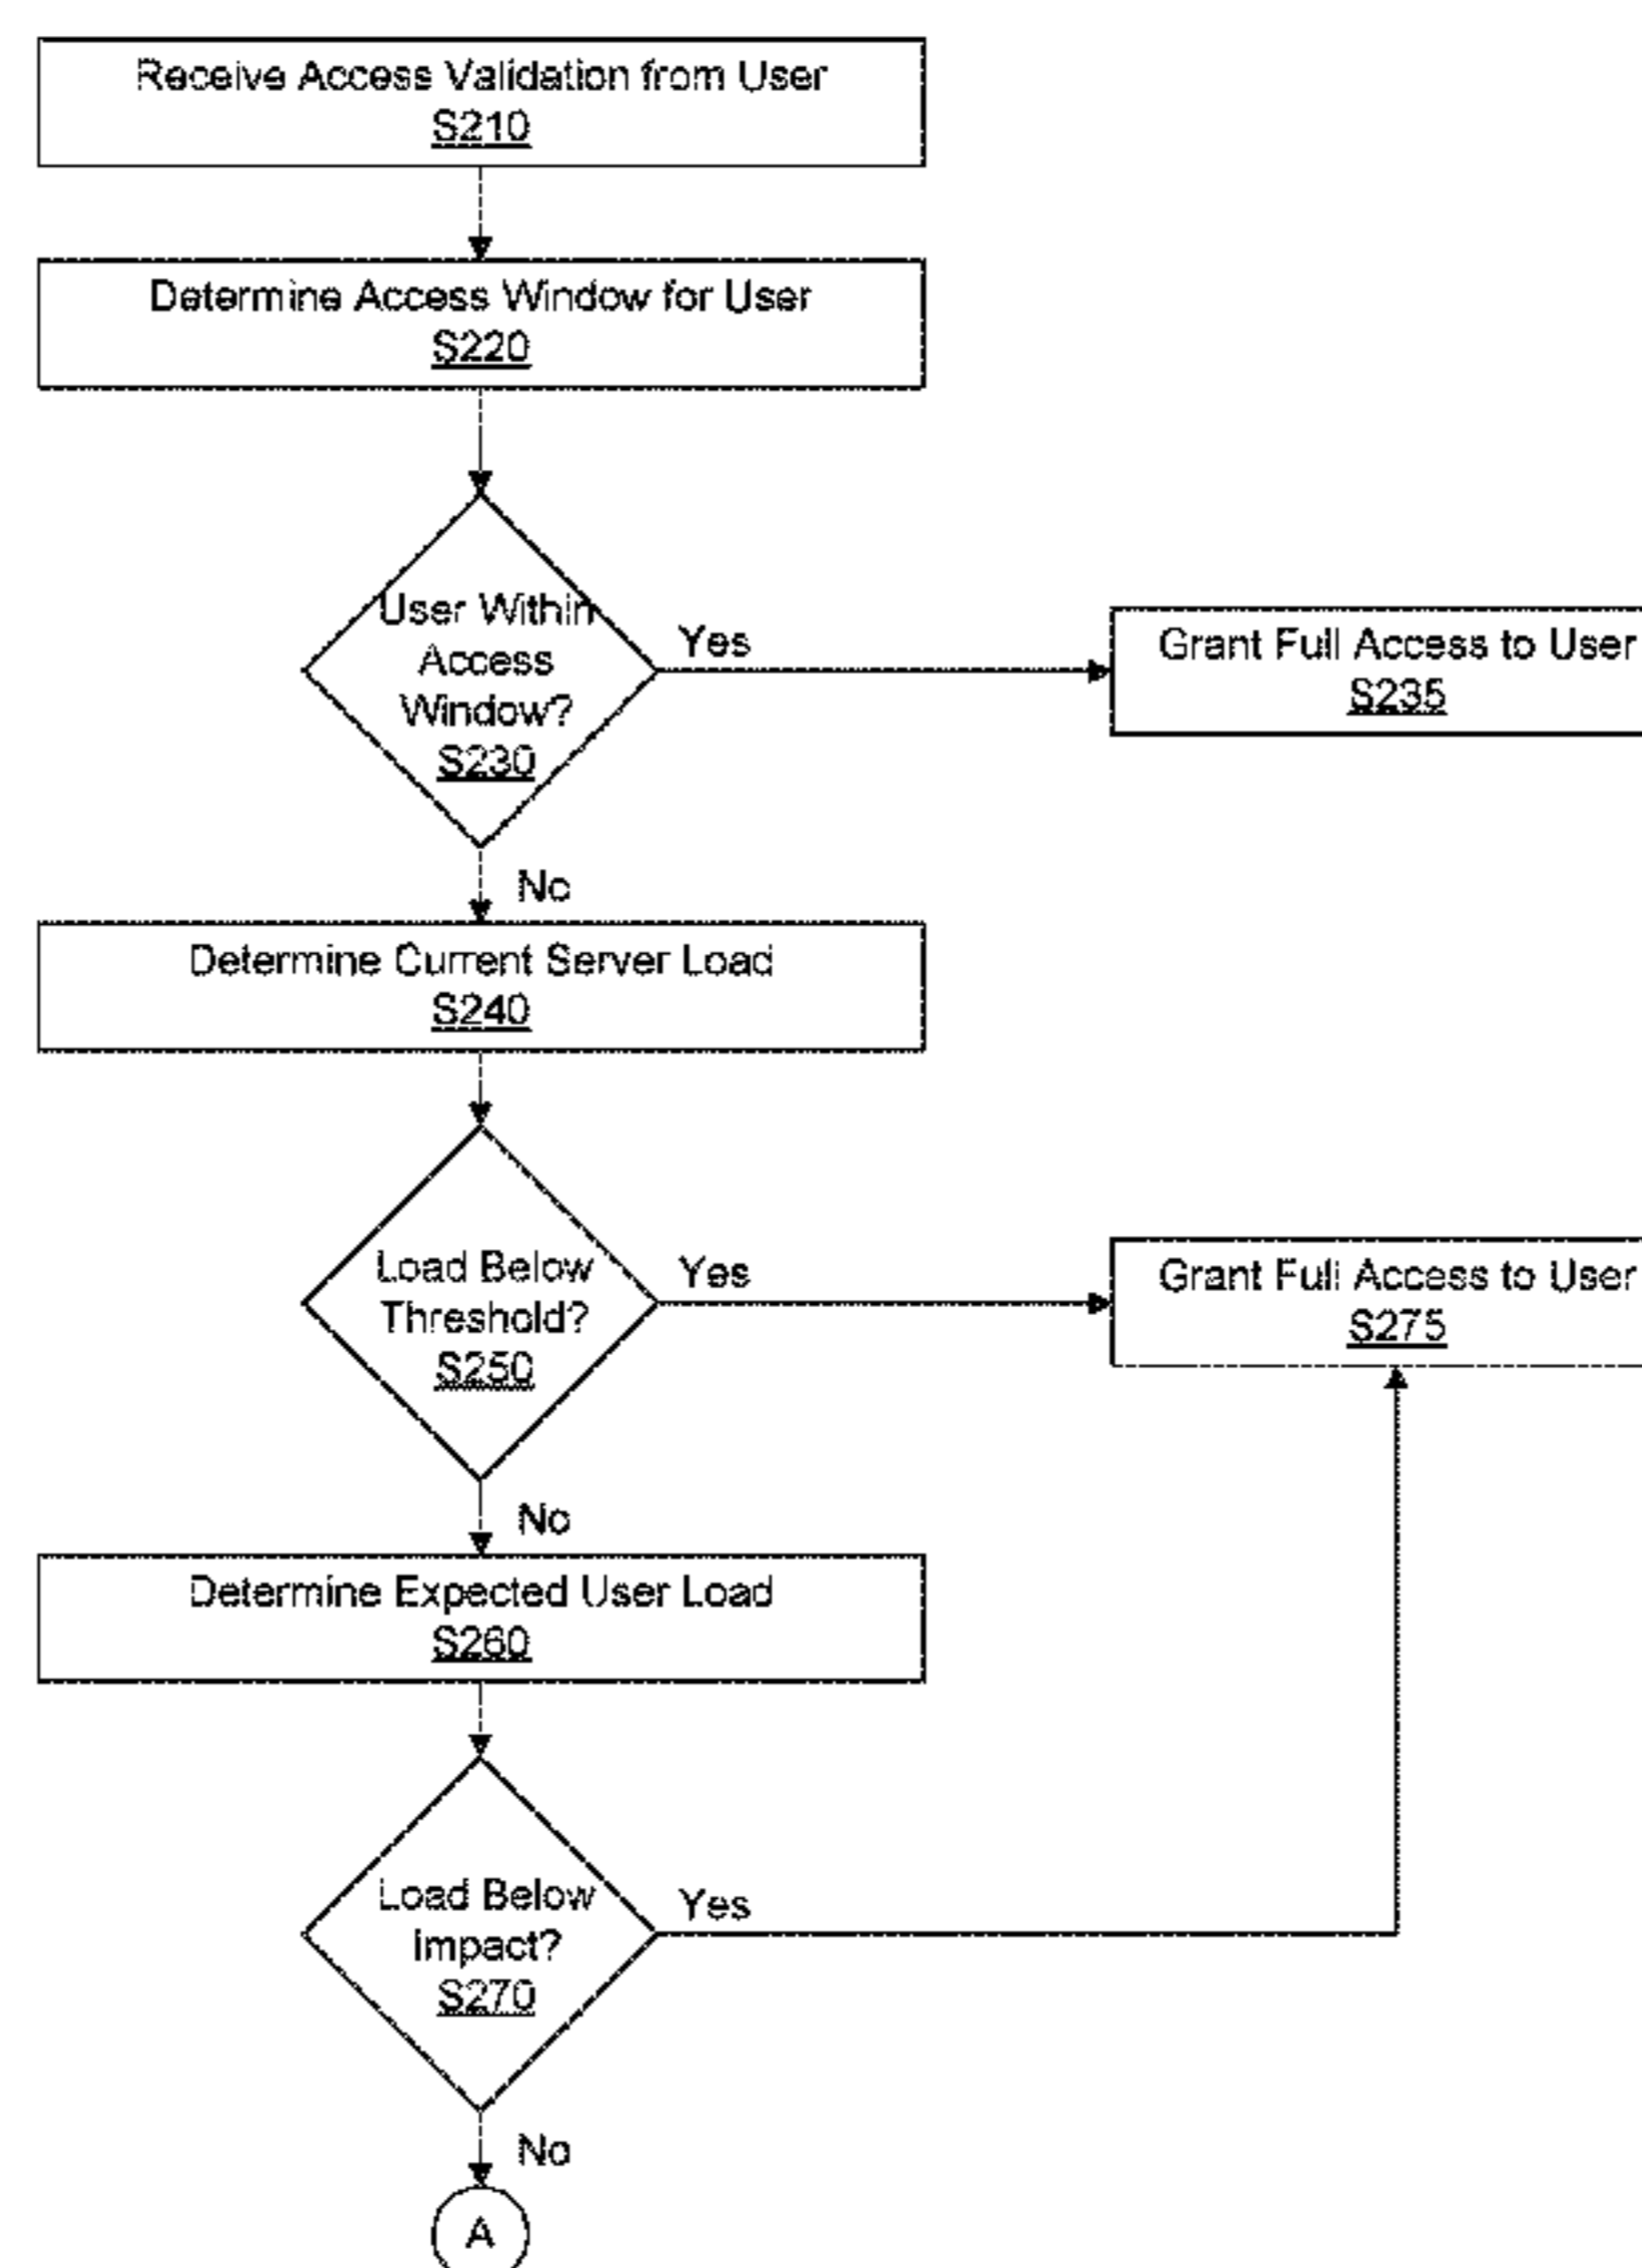 Receive Access Validation from User
S210
Determine Access Window for User
S220
User Within
Access
Window?
S230
Yes
Grant Full Access to User
S235
No
Determine Current Server Load
S240
Load Below
Threshold?
S250
Yes
Grant Full Access to User
S275
No
Determine Expected User Load
S260
Load Below
Impact?
S270
Yes
No
A